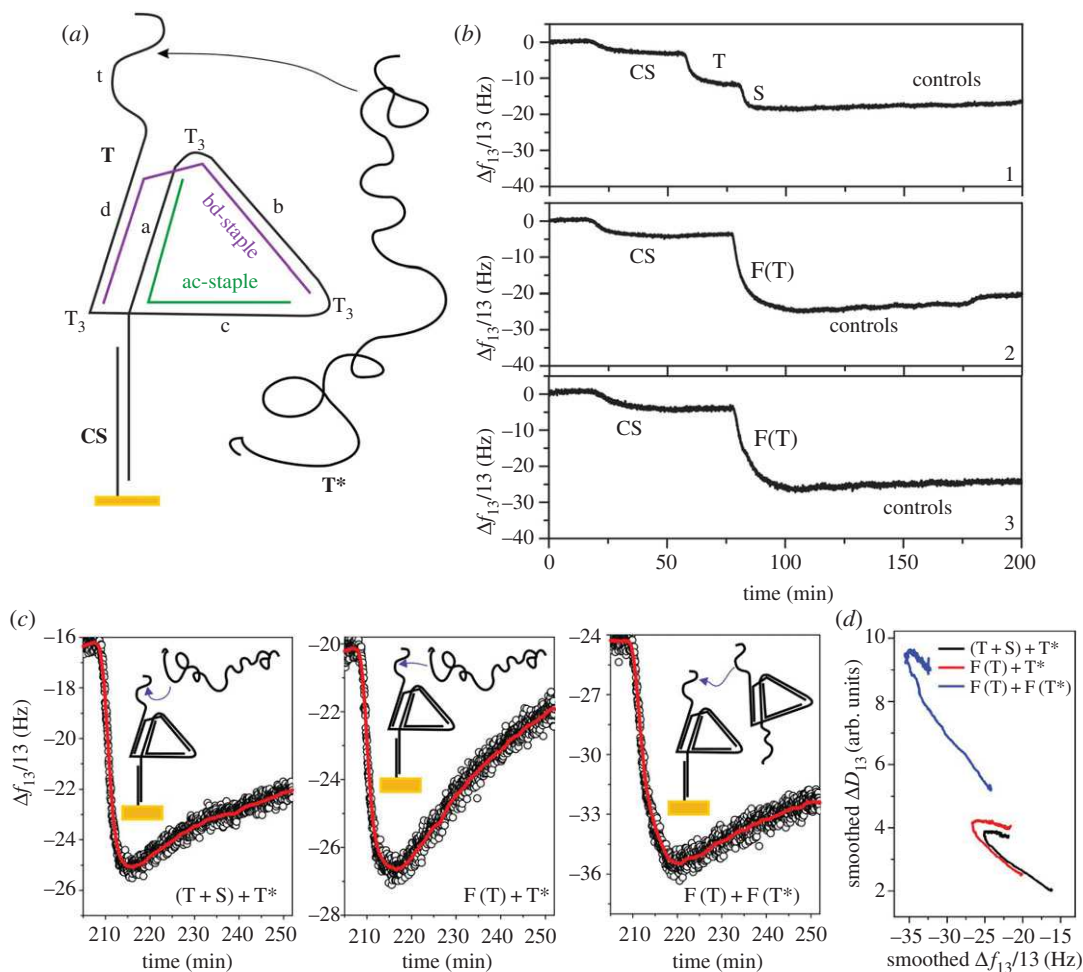 (a)
t
T
T3
d
a
b
bd-staple
ac-staple
T3
c
T3
CS
T*
(b)
Δf13/13 (Hz)
0
−10
−20
−30
−40
CS
T
S
controls
1
Δf13/13 (Hz)
0
−10
−20
−30
−40
CS
F(T)
controls
2
Δf13/13 (Hz)
0
−10
−20
−30
−40
CS
F(T)
controls
3
0 50 100 150 200
time (min)
(c)
Δf13/13 (Hz)
−16
−18
−20
−22
−24
−26
(T + S) + T*
210 220 230 240 250
time (min)
−20
−22
−24
−26
−28
F (T) + T*
210 220 230 240 250
time (min)
−24
−26
−28
−30
−32
−34
−36
F (T) + F (T*)
210 220 230 240 250
time (min)
(d)
smoothed ΔD13 (arb. units)
10
8
6
4
2
(T + S) + T*
F (T) + T*
F (T) + F (T*)
−35 −30 −25 −20 −15
smoothed Δf13/13 (Hz)